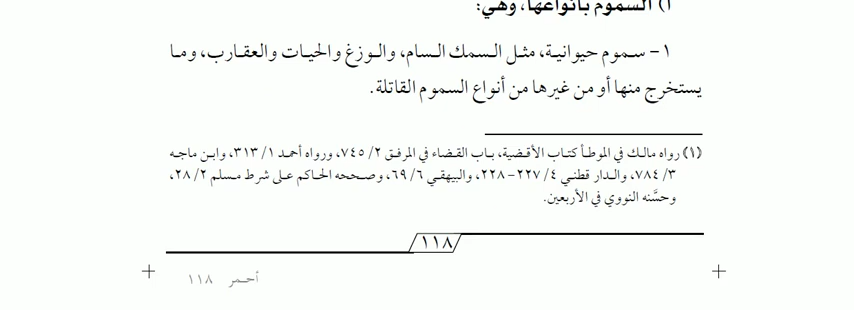 ١) السموم بأنواعها، وهي:
١- سموم حيوانية، مثل السمك السام، والوزغ والحيات والعقارب، وما
يستخرج منها أو من غيرها من أنواع السموم القاتلة.
(١) رواه مالك في الموطأ كتاب الأقضية، باب القضاء في المرفق ٢/ ٧٤٥، ورواه أحمد ١/ ٣١٣، وابن ماجه
٣/ ٧٨٤، والدار قطني ٤/ ٢٢٧-٢٢٨، والبيهقي ٦/ ٦٩، وصححه الحاكم على شرط مسلم ٢/ ٢٨،
وحسَّنه النووي في الأربعين.
١١٨
أحمر ١١٨